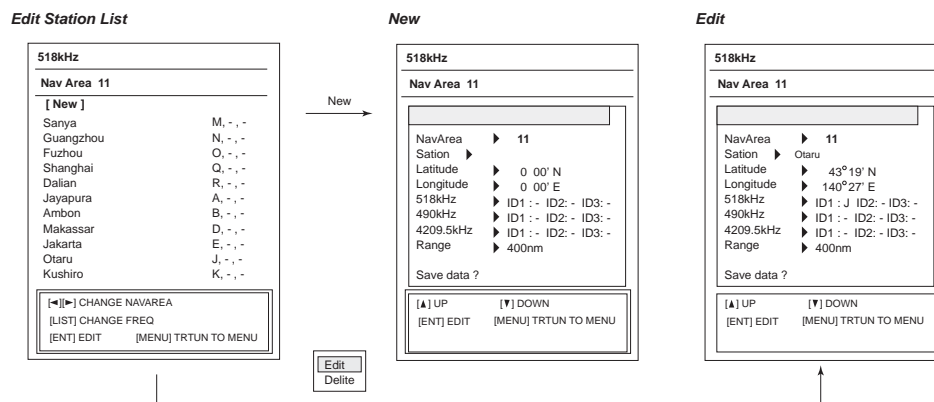 Edit Station List
518kHz
Nav Area 11
[ New ]
Sanya M, - , -
Guangzhou N, - , -
Fuzhou O, - , -
Shanghai Q, - , -
Dalian R, - , -
Jayapura A, - , -
Ambon B, - , -
Makassar D, - , -
Jakarta E, - , -
Otaru J, - , -
Kushiro K, - , -
[◄][►] CHANGE NAVAREA
[LIST] CHANGE FREQ
[ENT] EDIT [MENU] TRTUN TO MENU
New
Edit
Delite
New
518kHz
Nav Area 11
NavArea ▶ 11
Sation ▶
Latitude ▶ 0 00' N
Longitude ▶ 0 00' E
518kHz ▶ ID1 : - ID2: - ID3: -
490kHz ▶ ID1 : - ID2: - ID3: -
4209.5kHz ▶ ID1 : - ID2: - ID3: -
Range ▶ 400nm
Save data ?
[▲] UP [▼] DOWN
[ENT] EDIT [MENU] TRTUN TO MENU
Edit
518kHz
Nav Area 11
NavArea ▶ 11
Sation ▶ Otaru
Latitude ▶ 43° 19' N
Longitude ▶ 140° 27' E
518kHz ▶ ID1 : J ID2: - ID3: -
490kHz ▶ ID1 : - ID2: - ID3: -
4209.5kHz ▶ ID1 : - ID2: - ID3: -
Range ▶ 400nm
Save data ?
[▲] UP [▼] DOWN
[ENT] EDIT [MENU] TRTUN TO MENU